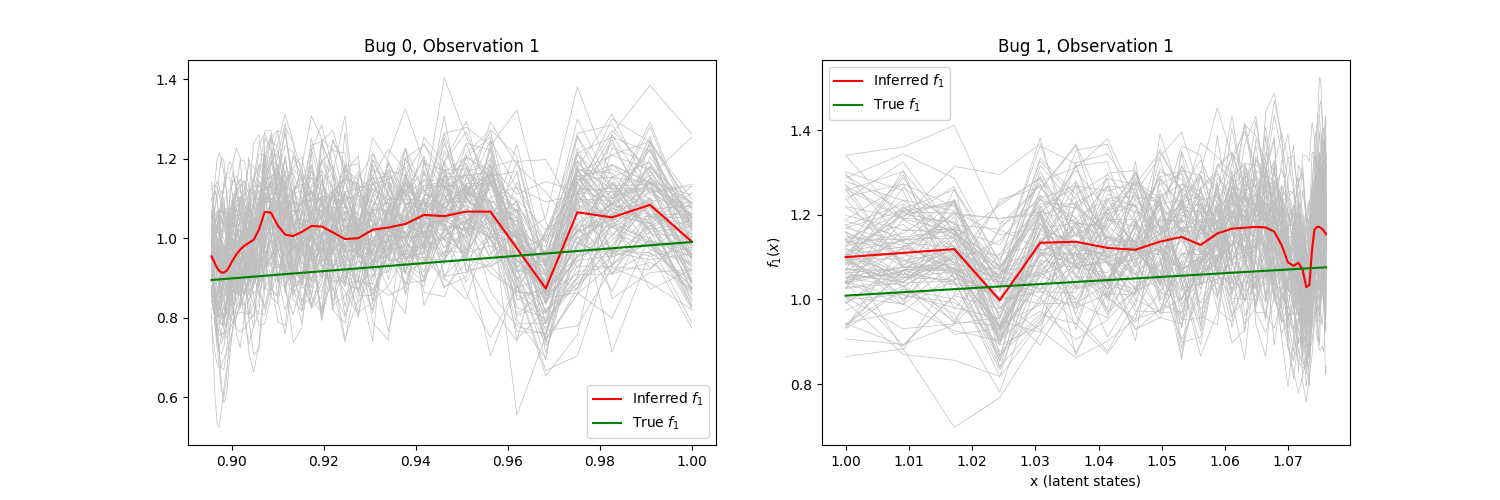 Bug 0, Observation 1
1.4
1.2
1.0
0.8
0.6
Inferred f₁
True f₁
0.90 0.92 0.94 0.96 0.98 1.00
Bug 1, Observation 1
Inferred f₁
True f₁
1.4
1.2
1.0
0.8
f₁(x)
1.00 1.01 1.02 1.03 1.04 1.05 1.06 1.07
x (latent states)